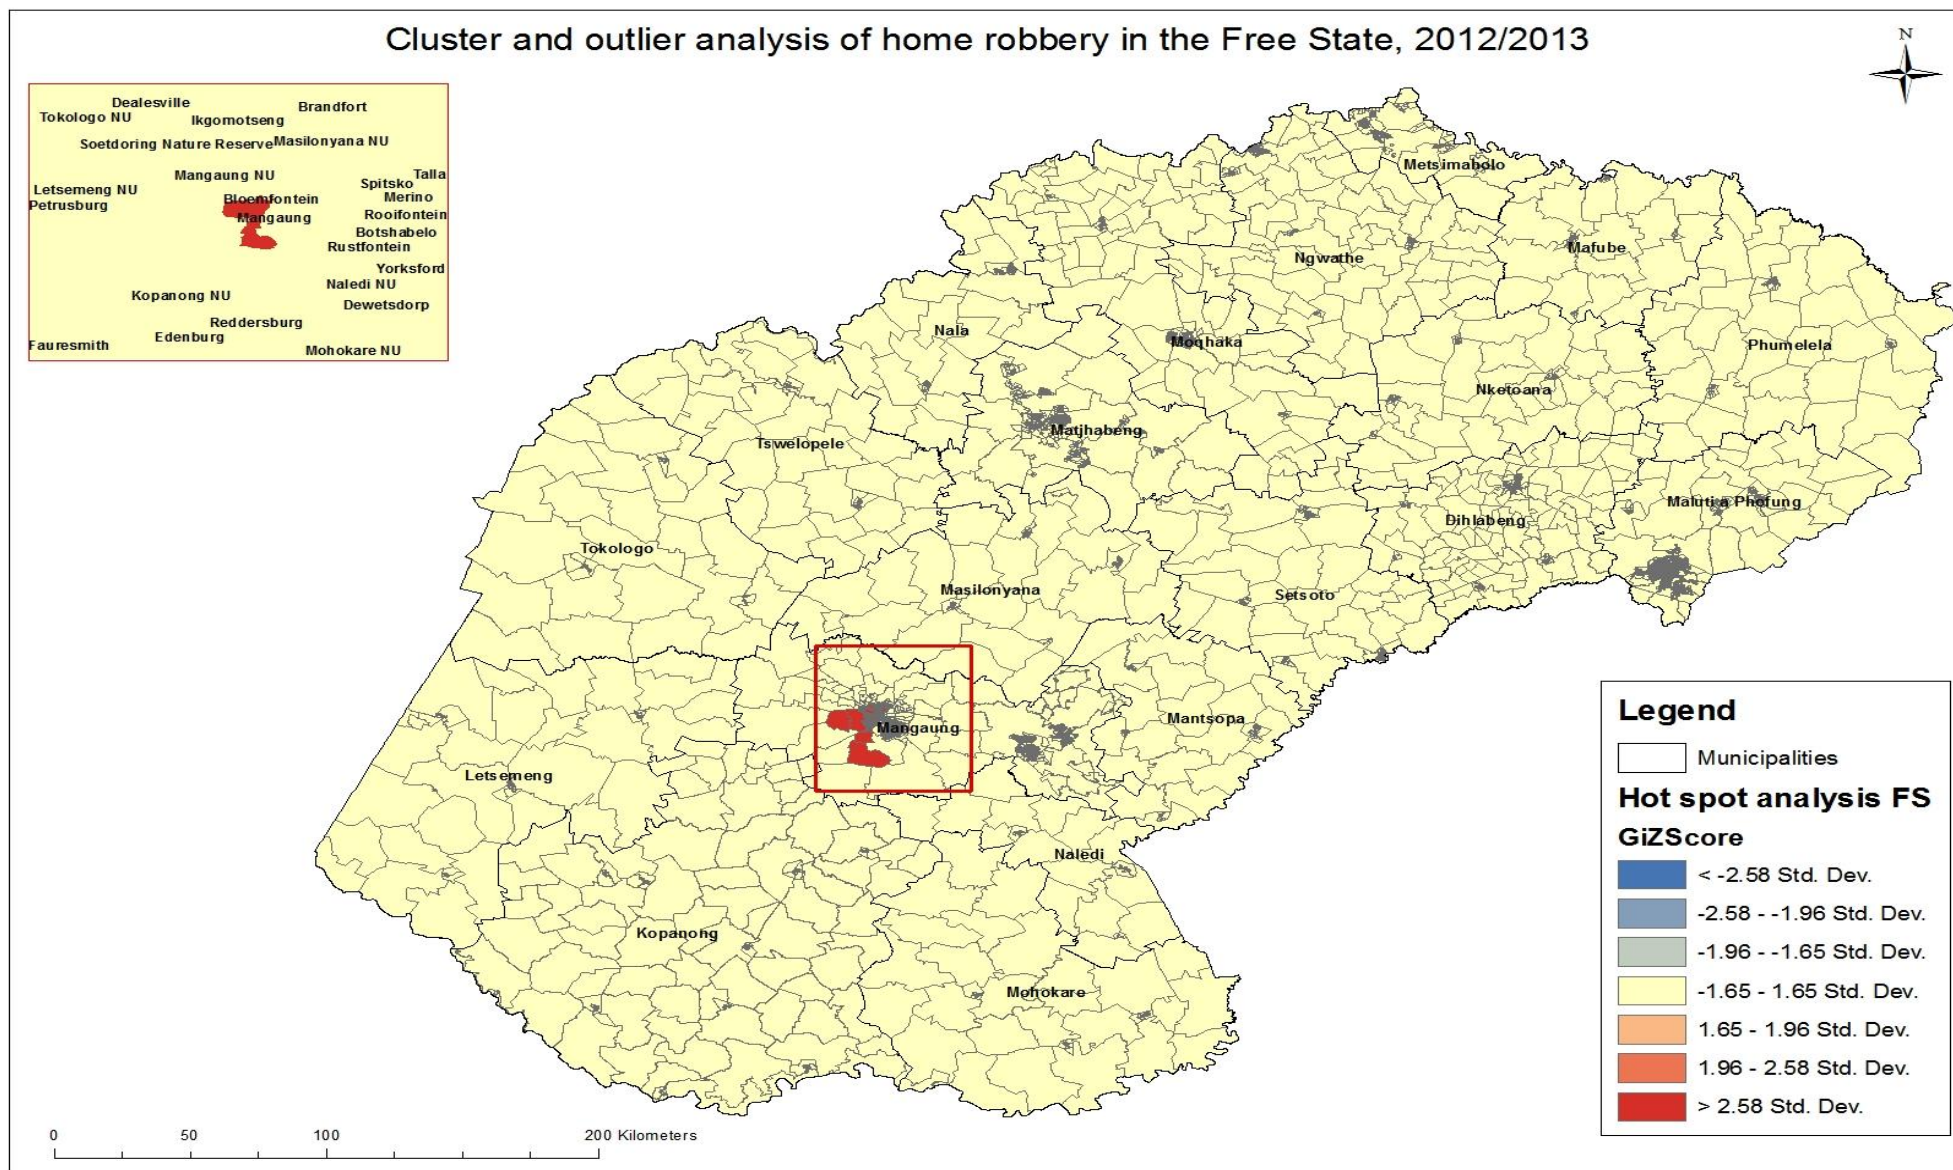 Cluster and outlier analysis of home robbery in the Free State, 2012/2013
N
Dealesville
Brandfort
Tokologo NU
Ikgomotseng
Soetdoring Nature Reserve
Masilonyana NU
Mangaung NU
Talla
Spitsko
Letsemeng NU
Merino
Petrusburg
Bloemfontein
Mangaung
Rooifontein
Botshabelo
Rustfontein
Yorksford
Naledi NU
Kopanong NU
Dewetsdorp
Reddersburg
Edenburg
Fauresmith
Mohokare NU
Metsimaholo
Mafube
Ngwathe
Nala
Moqhaka
Phumelela
Nketoana
Matjhabeng
Tswelopele
Maluti a Phofung
Dihlabeng
Tokologo
Masilonyana
Setsoto
Mantsopa
Mangaung
Letsemeng
Naledi
Kopanong
Mohokare
Legend
Municipalities
Hot spot analysis FS
GiZScore
< -2.58 Std. Dev.
-2.58 - -1.96 Std. Dev.
-1.96 - -1.65 Std. Dev.
-1.65 - 1.65 Std. Dev.
1.65 - 1.96 Std. Dev.
1.96 - 2.58 Std. Dev.
> 2.58 Std. Dev.
0 50 100 200 Kilometers